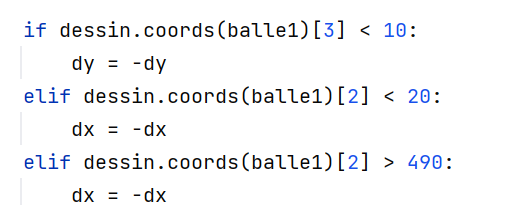 if dessin.coords(balle1)[3] < 10:
    dy = -dy
elif dessin.coords(balle1)[2] < 20:
    dx = -dx
elif dessin.coords(balle1)[2] > 490:
    dx = -dx